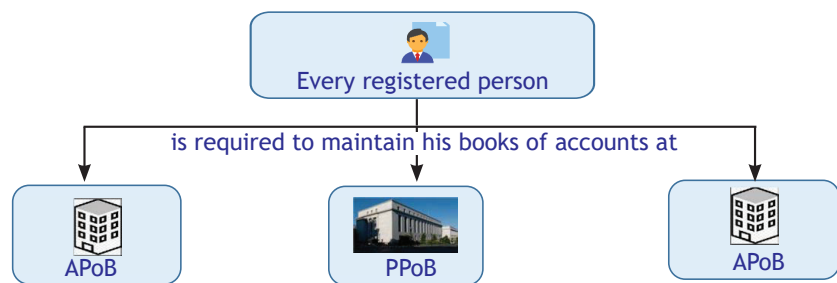 Every registered person
is required to maintain his books of accounts at
APoB
PPoB
APoB